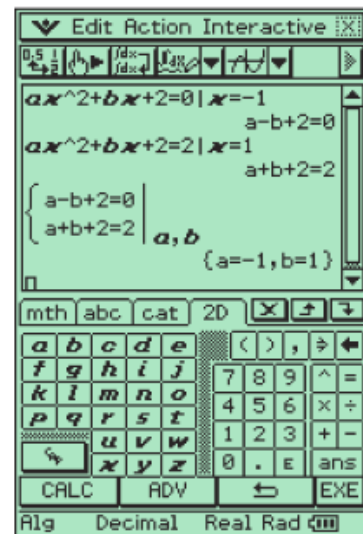 Edit Action Interactive
ax^2+bx+2=0|x=-1
a-b+2=0
ax^2+bx+2=2|x=1
a+b+2=2
a-b+2=0
a+b+2=2
a,b
{a=-1,b=1}
mth abc cat 2D
a b c d e ( ) ,
f g h i j 7 8 9 ^ =
k l m n o 4 5 6 × ÷
p q r s t 1 2 3 + -
u v w
x y z 0 . E ans
CALC ADV EXE
Alg Decimal Real Rad